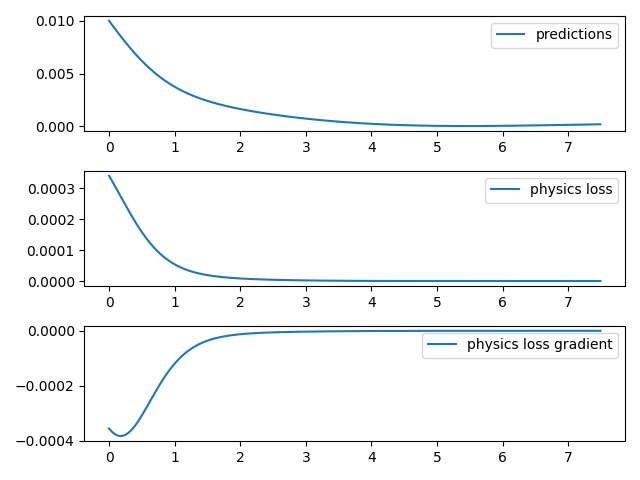 0.010
0.005
0.000
predictions
0 1 2 3 4 5 6 7
0.0003
0.0002
0.0001
0.0000
physics loss
0 1 2 3 4 5 6 7
0.0000
−0.0002
−0.0004
physics loss gradient
0 1 2 3 4 5 6 7